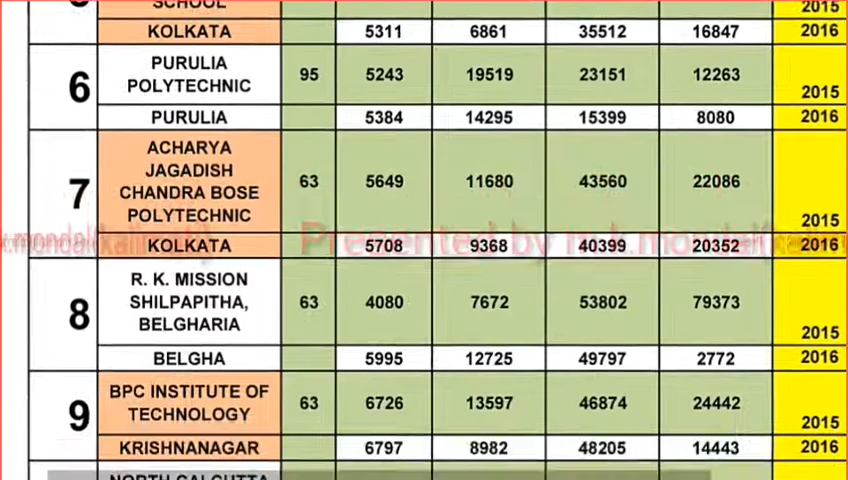 SCHOOL 2015
KOLKATA 5311 6861 35512 16847 2016
6 PURULIA POLYTECHNIC 95 5243 19519 23151 12263 2015
PURULIA 5384 14295 15399 8080 2016
7 ACHARYA JAGADISH CHANDRA BOSE POLYTECHNIC 63 5649 11680 43560 22086 2015
KOLKATA 5708 9368 40399 20352 2016
Presented by m.k.mondal(
8 R. K. MISSION SHILPAPITHA, BELGHARIA 63 4080 7672 53802 79373 2015
BELGHA 5995 12725 49797 2772 2016
9 BPC INSTITUTE OF TECHNOLOGY 63 6726 13597 46874 24442 2015
KRISHNANAGAR 6797 8982 48205 14443 2016
NORTH CALCUTTA